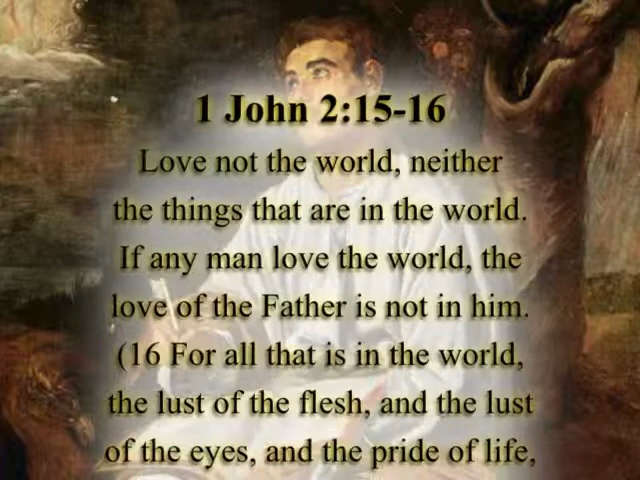 1 John 2:15-16
Love not the world, neither
the things that are in the world.
If any man love the world, the
love of the Father is not in him.
(16 For all that is in the world,
the lust of the flesh, and the lust
of the eyes, and the pride of life,